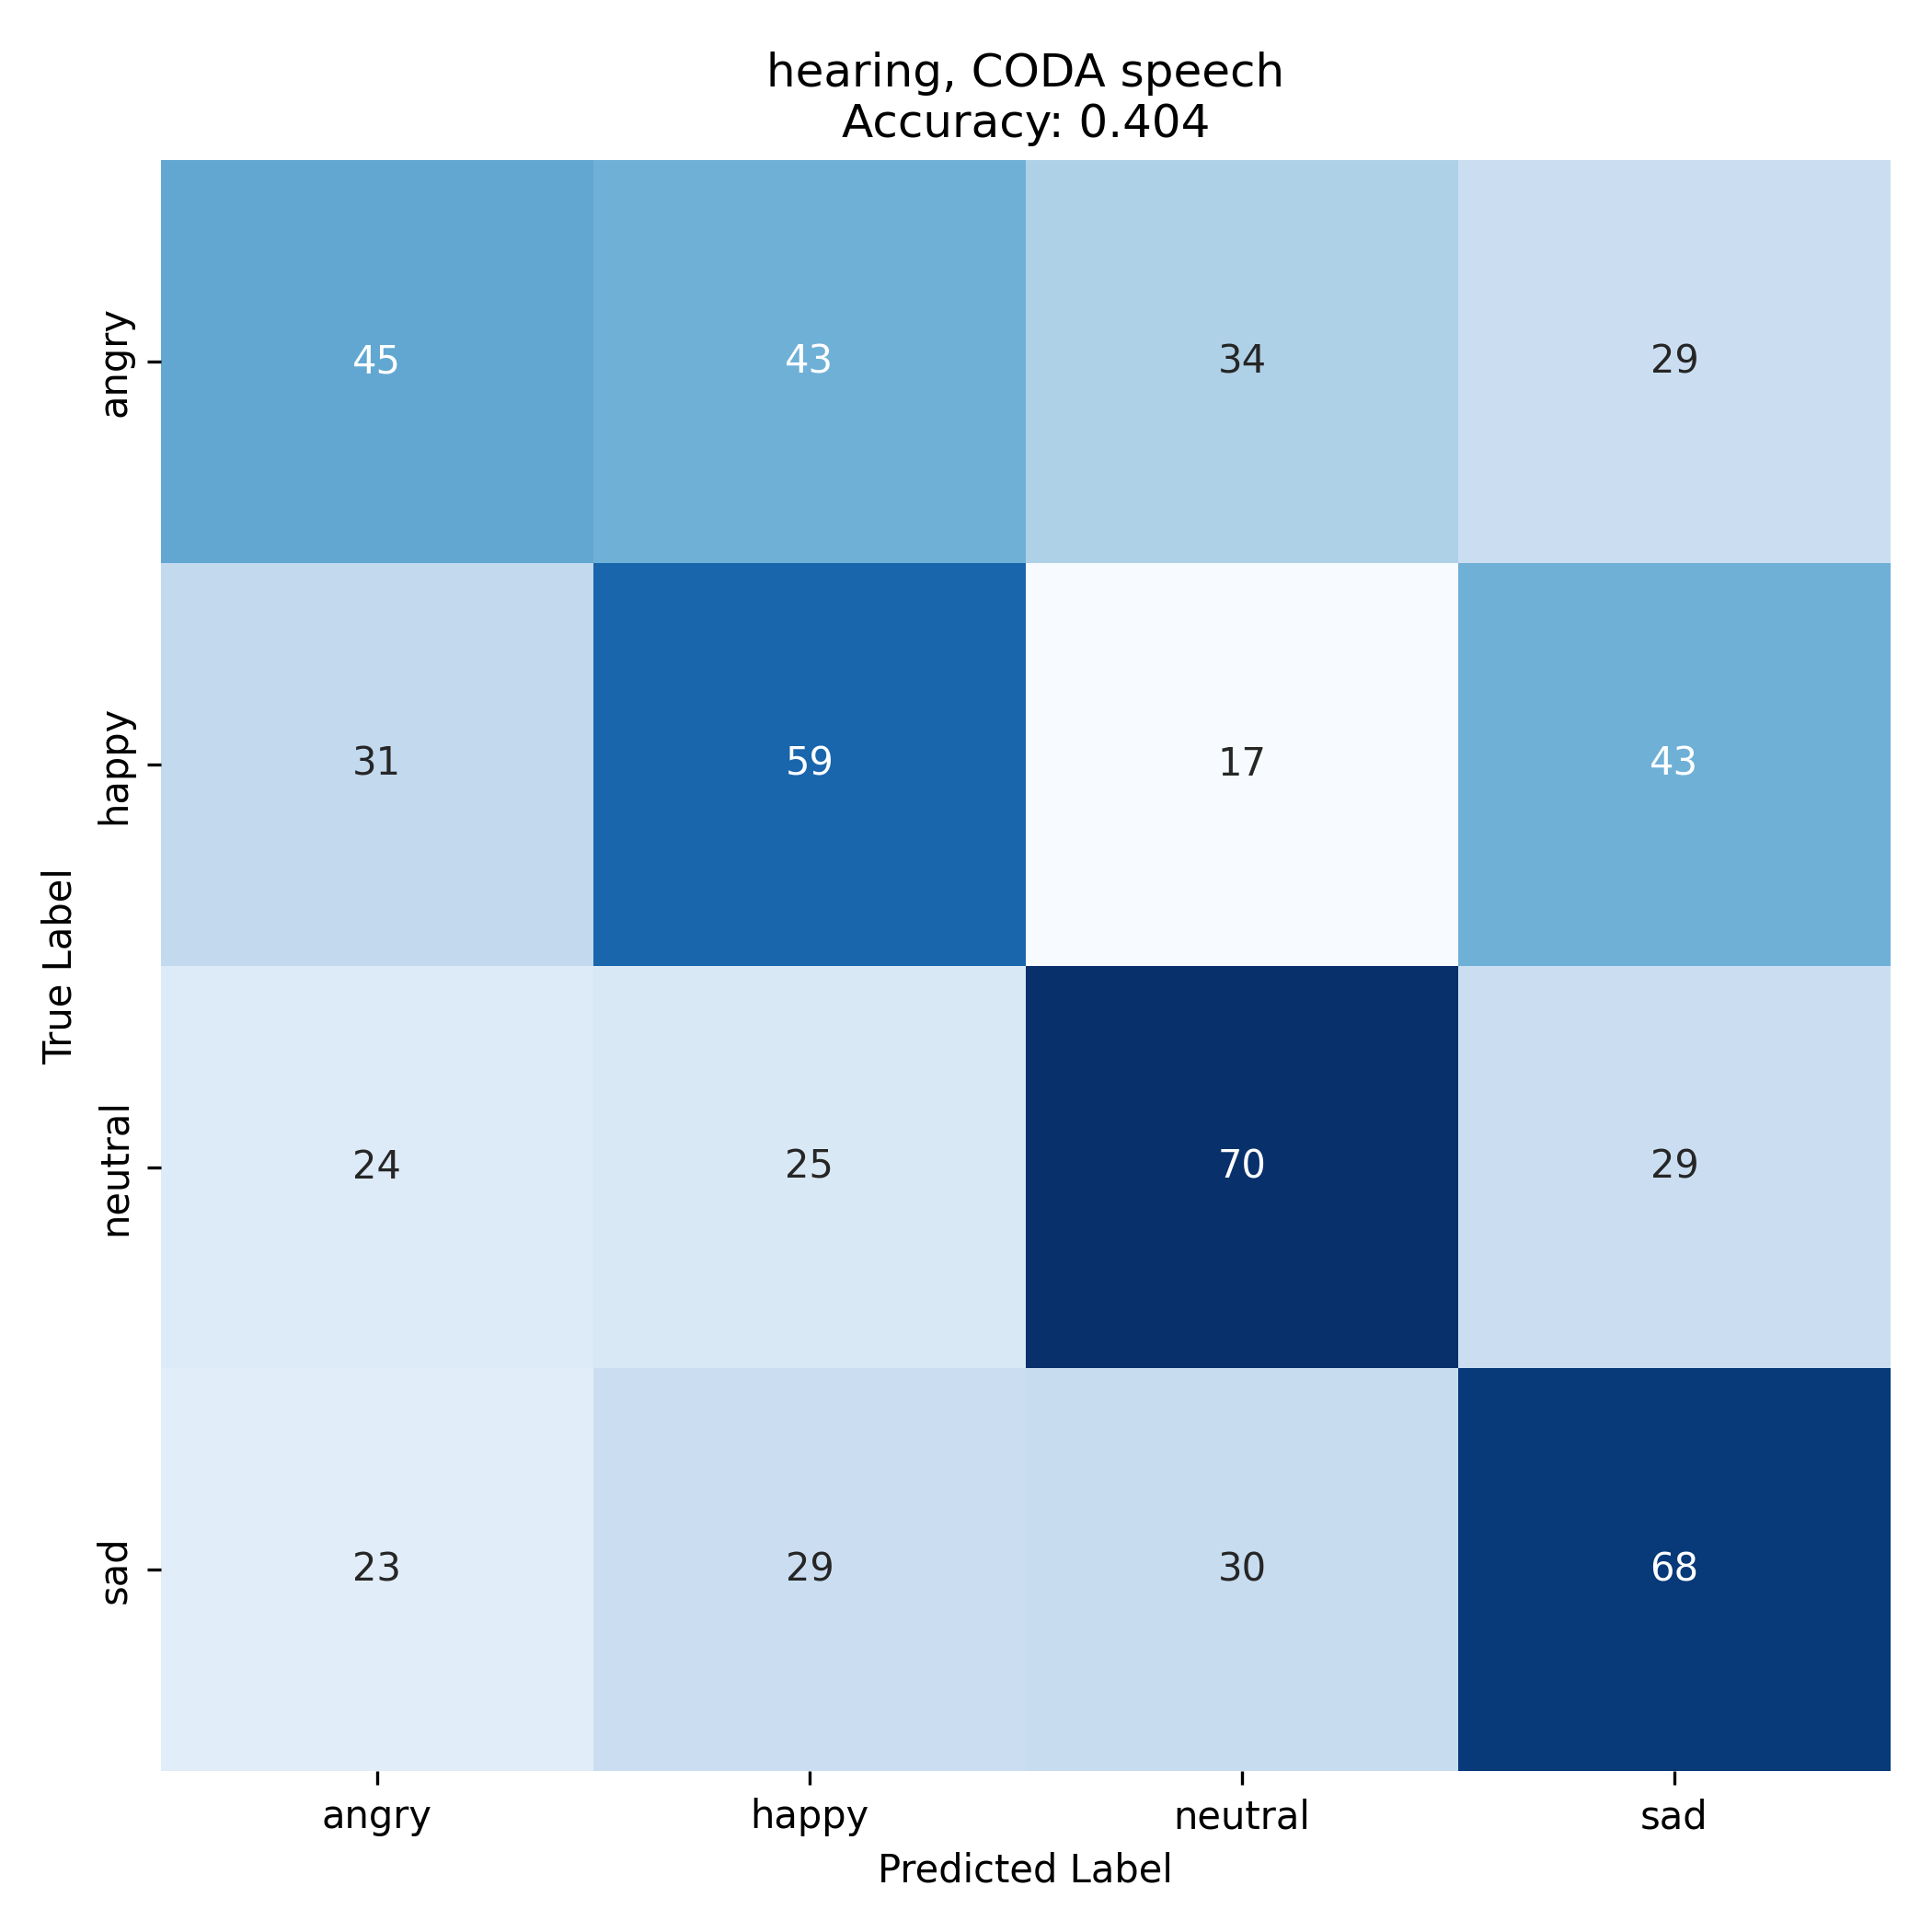 hearing, CODA speech
Accuracy: 0.404
True Label
angry
45 43 34 29
happy
31 59 17 43
neutral
24 25 70 29
sad
23 29 30 68
angry happy neutral sad
Predicted Label